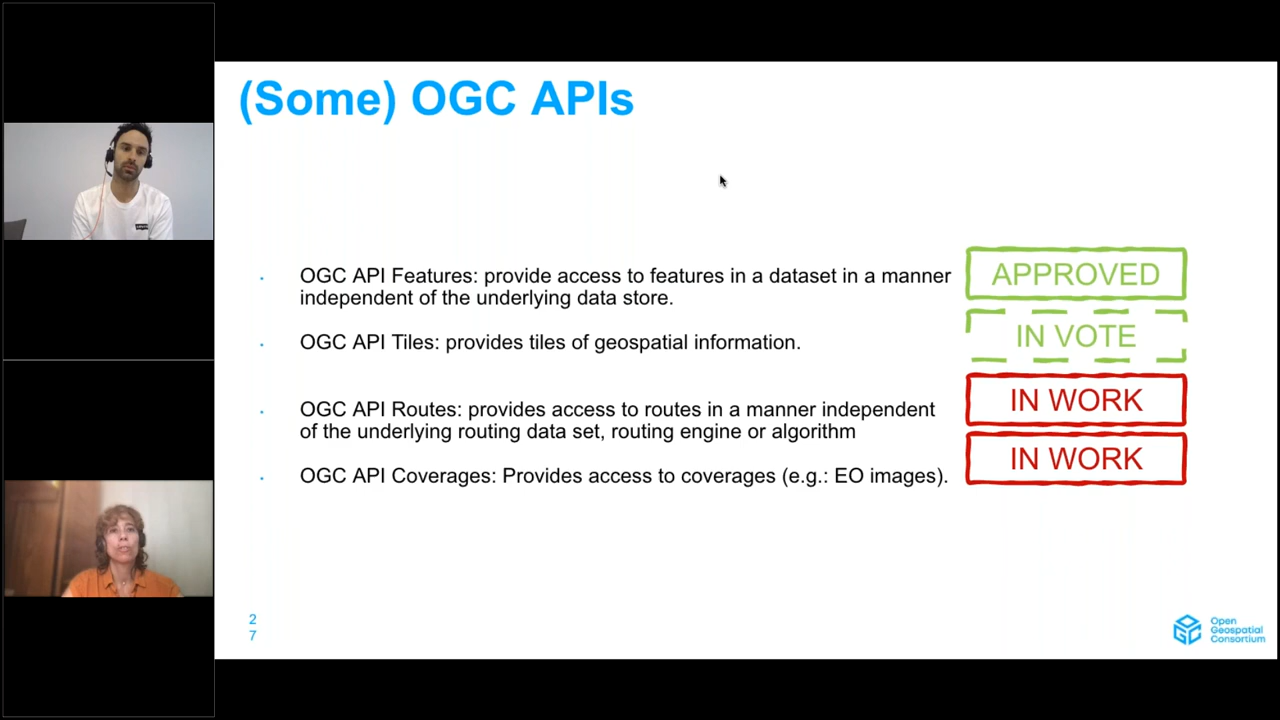 (Some) OGC APIs
OGC API Features: provide access to features in a dataset in a manner
independent of the underlying data store.
APPROVED
OGC API Tiles: provides tiles of geospatial information.
IN VOTE
OGC API Routes: provides access to routes in a manner independent
of the underlying routing data set, routing engine or algorithm
IN WORK
OGC API Coverages: Provides access to coverages (e.g.: EO images).
IN WORK
2
7
Open
Geospatial
Consortium